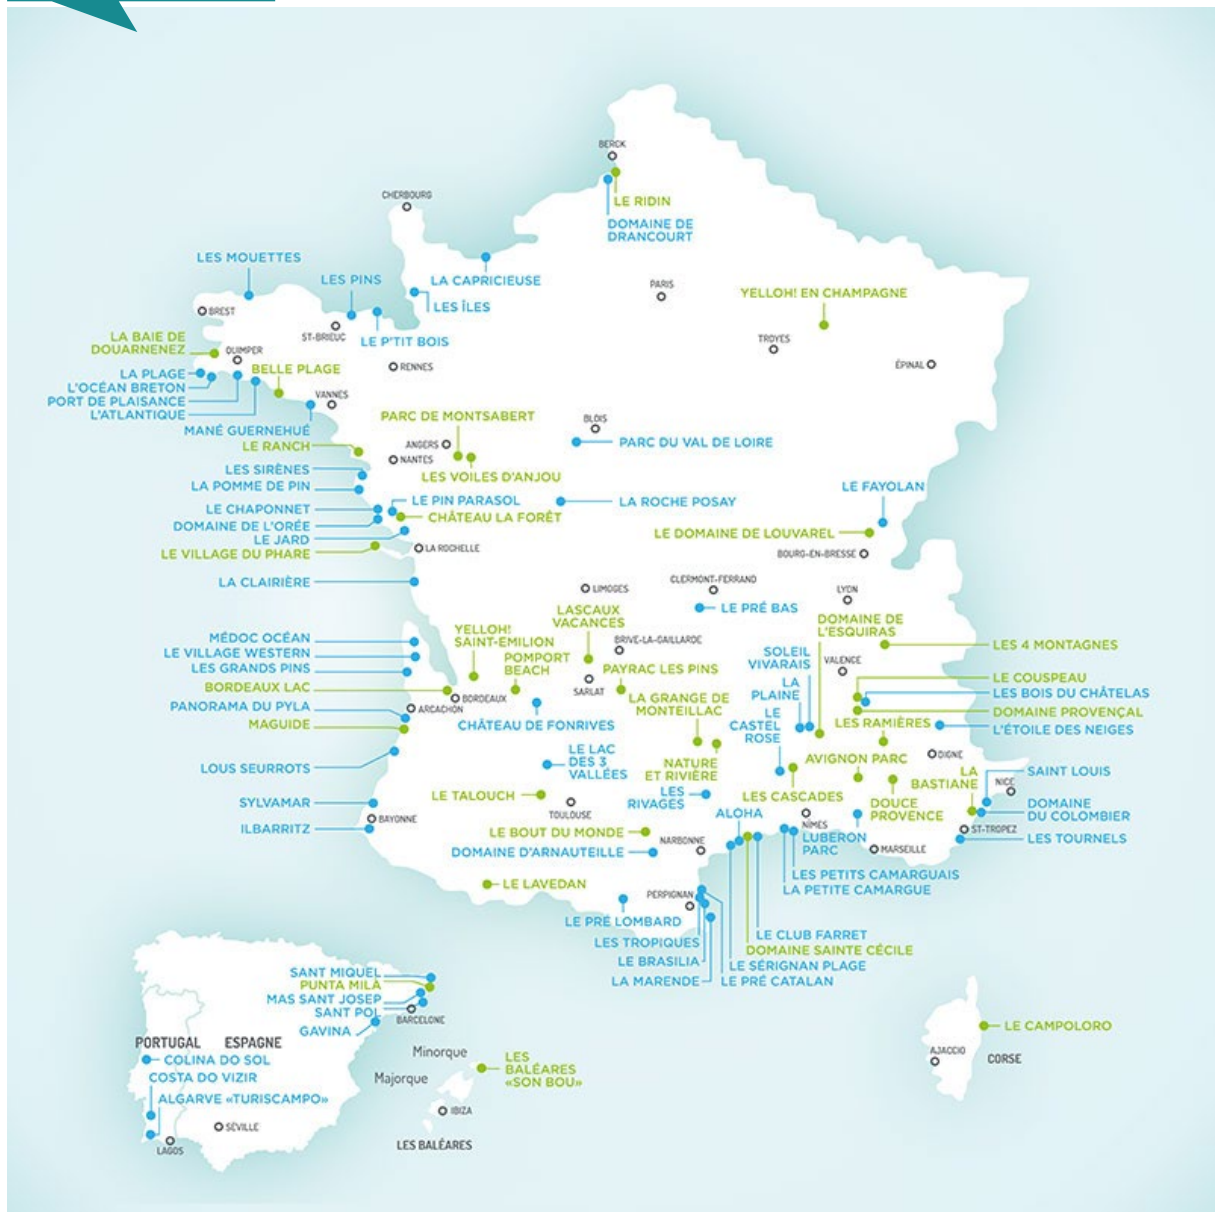 BERCK
LE RIDIN
DOMAINE DE
DRANCOURT
CHERBOURG
LES MOUETTES
LES PINS
LA CAPRICIEUSE
LES ÎLES
PARIS
YELLOH! EN CHAMPAGNE
BREST
ST-BRIEUC
LE P'TIT BOIS
TROYES
LA BAIE DE
DOUARNENEZ
QUIMPER
RENNES
ÉPINAL
BELLE PLAGE
LA PLAGE
L'OCÉAN BRETON
PORT DE PLAISANCE
L'ATLANTIQUE
VANNES
MANÉ GUERNEHUÉ
LE RANCH
PARC DE MONTSABERT
BLOIS
ANGERS
PARC DU VAL DE LOIRE
NANTES
LES SIRÈNES
LES VOILES D'ANJOU
LA POMME DE PIN
LE FAYOLAN
LE PIN PARASOL
LA ROCHE POSAY
LE CHAPONNET
CHÂTEAU LA FORÊT
DOMAINE DE L'ORÉE
LE JARD
LE DOMAINE DE LOUVAREL
LE VILLAGE DU PHARE
LA ROCHELLE
BOURG-EN-BRESSE
LA CLAIRIÈRE
LIMOGES
CLERMONT-FERRAND
LYON
LE PRÉ BAS
LASCAUX
VACANCES
DOMAINE DE
L'ESQUIRAS
MÉDOC OCÉAN
YELLOH!
SAINT-EMILION
BRIVE-LA-GAILLARDE
LES 4 MONTAGNES
LE VILLAGE WESTERN
SOLEIL
VIVARAIS
LES GRANDS PINS
POMPORT
BEACH
PAYRAC LES PINS
VALENCE
LE COUSPEAU
BORDEAUX LAC
BORDEAUX
SARLAT
LA
PLAINE
LES BOIS DU CHÂTELAS
PANORAMA DU PYLA
ARCACHON
LA GRANGE DE
MONTEILLAC
DOMAINE PROVENÇAL
MAGUIDE
CHÂTEAU DE FONRIVES
LE
CASTEL
ROSE
LES RAMIÈRES
L'ÉTOILE DES NEIGES
LOUS SEURROTS
LE LAC
DES 3
VALLÉES
NATURE
ET RIVIÈRE
AVIGNON PARC
DIGNE
LA
BASTIANE
SAINT LOUIS
NICE
SYLVAMAR
LE TALOUCH
LES
RIVAGES
LES CASCADES
DOUCE
PROVENCE
DOMAINE
DU COLOMBIER
TOULOUSE
ALOHA
BAYONNE
NÎMES
ILBARRITZ
LE BOUT DU MONDE
ST-TROPEZ
LUBERON
PARC
LES TOURNELS
DOMAINE D'ARNAUTEILLE
NARBONNE
MARSEILLE
LES PETITS CAMARGUAIS
LE LAVEDAN
LA PETITE CAMARGUE
PERPIGNAN
LE PRÉ LOMBARD
LES TROPIQUES
LE CLUB FARRET
DOMAINE SAINTE CÉCILE
LE BRASILIA
LE SÉRIGNAN PLAGE
LA MARENDE
LE PRÉ CATALAN
SANT MIQUEL
PUNTA MILÀ
MAS SANT JOSEP
SANT POL
BARCELONE
GAVINA
PORTUGAL
ESPAGNE
COLINA DO SOL
COSTA DO VIZIR
ALGARVE «TURISCAMPO»
SÉVILLE
LAGOS
Minorque
LES
BALÉARES
«SON BOU»
Majorque
IBIZA
LES BALÉARES
LE CAMPOLORO
AJACCIO
CORSE